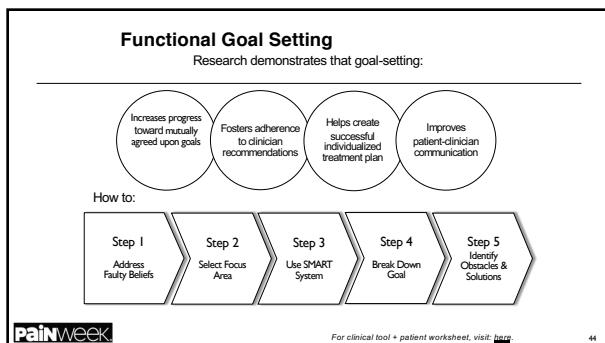 Functional Goal Setting
Research demonstrates that goal-setting:
Increases progress
toward mutually
agreed upon goals
Fosters adherence
to clinician
recommendations
Helps create
successful
individualized
treatment plan
Improves
patient-clinician
communication
How to:
Step 1
Address
Faulty Beliefs
Step 2
Select Focus
Area
Step 3
Use SMART
System
Step 4
Break Down
Goal
Step 5
Identify
Obstacles &
Solutions
PaiNWeeK.
For clinical tool + patient worksheet, visit: here.
44